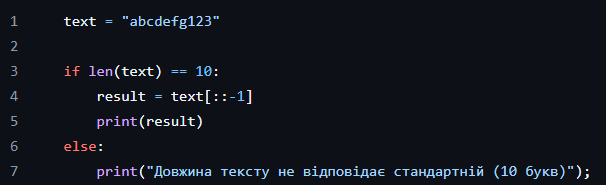 1 text = "abcdefg123"
2
3 if len(text) == 10:
4     result = text[::-1]
5     print(result)
6 else:
7     print("Довжина тексту не відповідає стандартній (10 букв)");